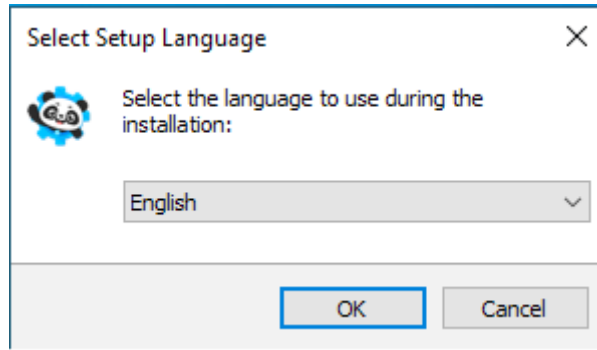 Select Setup Language
Select the language to use during the
installation:
English
OK
Cancel